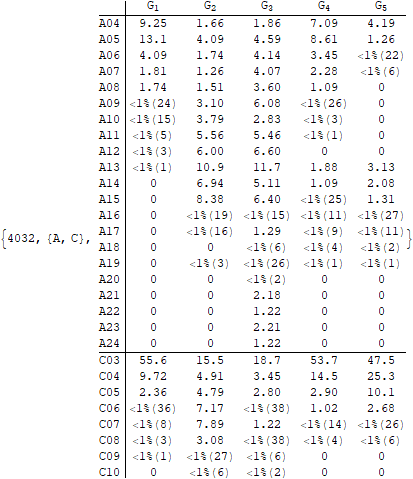 G1 G2 G3 G4 G5
A04 9.25 1.66 1.86 7.09 4.19
A05 13.1 4.09 4.59 8.61 1.26
A06 4.09 1.74 4.14 3.45 <1%(22)
A07 1.81 1.26 4.07 2.28 <1%(6)
A08 1.74 1.51 3.60 1.09 0
A09 <1%(24) 3.10 6.08 <1%(26) 0
A10 <1%(15) 3.79 2.83 <1%(3) 0
A11 <1%(5) 5.56 5.46 <1%(1) 0
A12 <1%(3) 6.00 6.60 0 0
A13 <1%(1) 10.9 11.7 1.88 3.13
A14 0 6.94 5.11 1.09 2.08
A15 0 8.38 6.40 <1%(25) 1.31
A16 0 <1%(19) <1%(15) <1%(11) <1%(27)
A17 0 <1%(16) 1.29 <1%(9) <1%(11)
{4032, {A, C}, A18 0 0 <1%(6) <1%(4) <1%(2) }
A19 0 <1%(3) <1%(26) <1%(1) <1%(1)
A20 0 0 <1%(2) 0 0
A21 0 0 2.18 0 0
A22 0 0 1.22 0 0
A23 0 0 2.21 0 0
A24 0 0 1.22 0 0
C03 55.6 15.5 18.7 53.7 47.5
C04 9.72 4.91 3.45 14.5 25.3
C05 2.36 4.79 2.80 2.90 10.1
C06 <1%(36) 7.17 <1%(38) 1.02 2.68
C07 <1%(8) 7.89 1.22 <1%(14) <1%(26)
C08 <1%(3) 3.08 <1%(38) <1%(4) <1%(6)
C09 <1%(1) <1%(27) <1%(6) 0 0
C10 0 <1%(6) <1%(2) 0 0